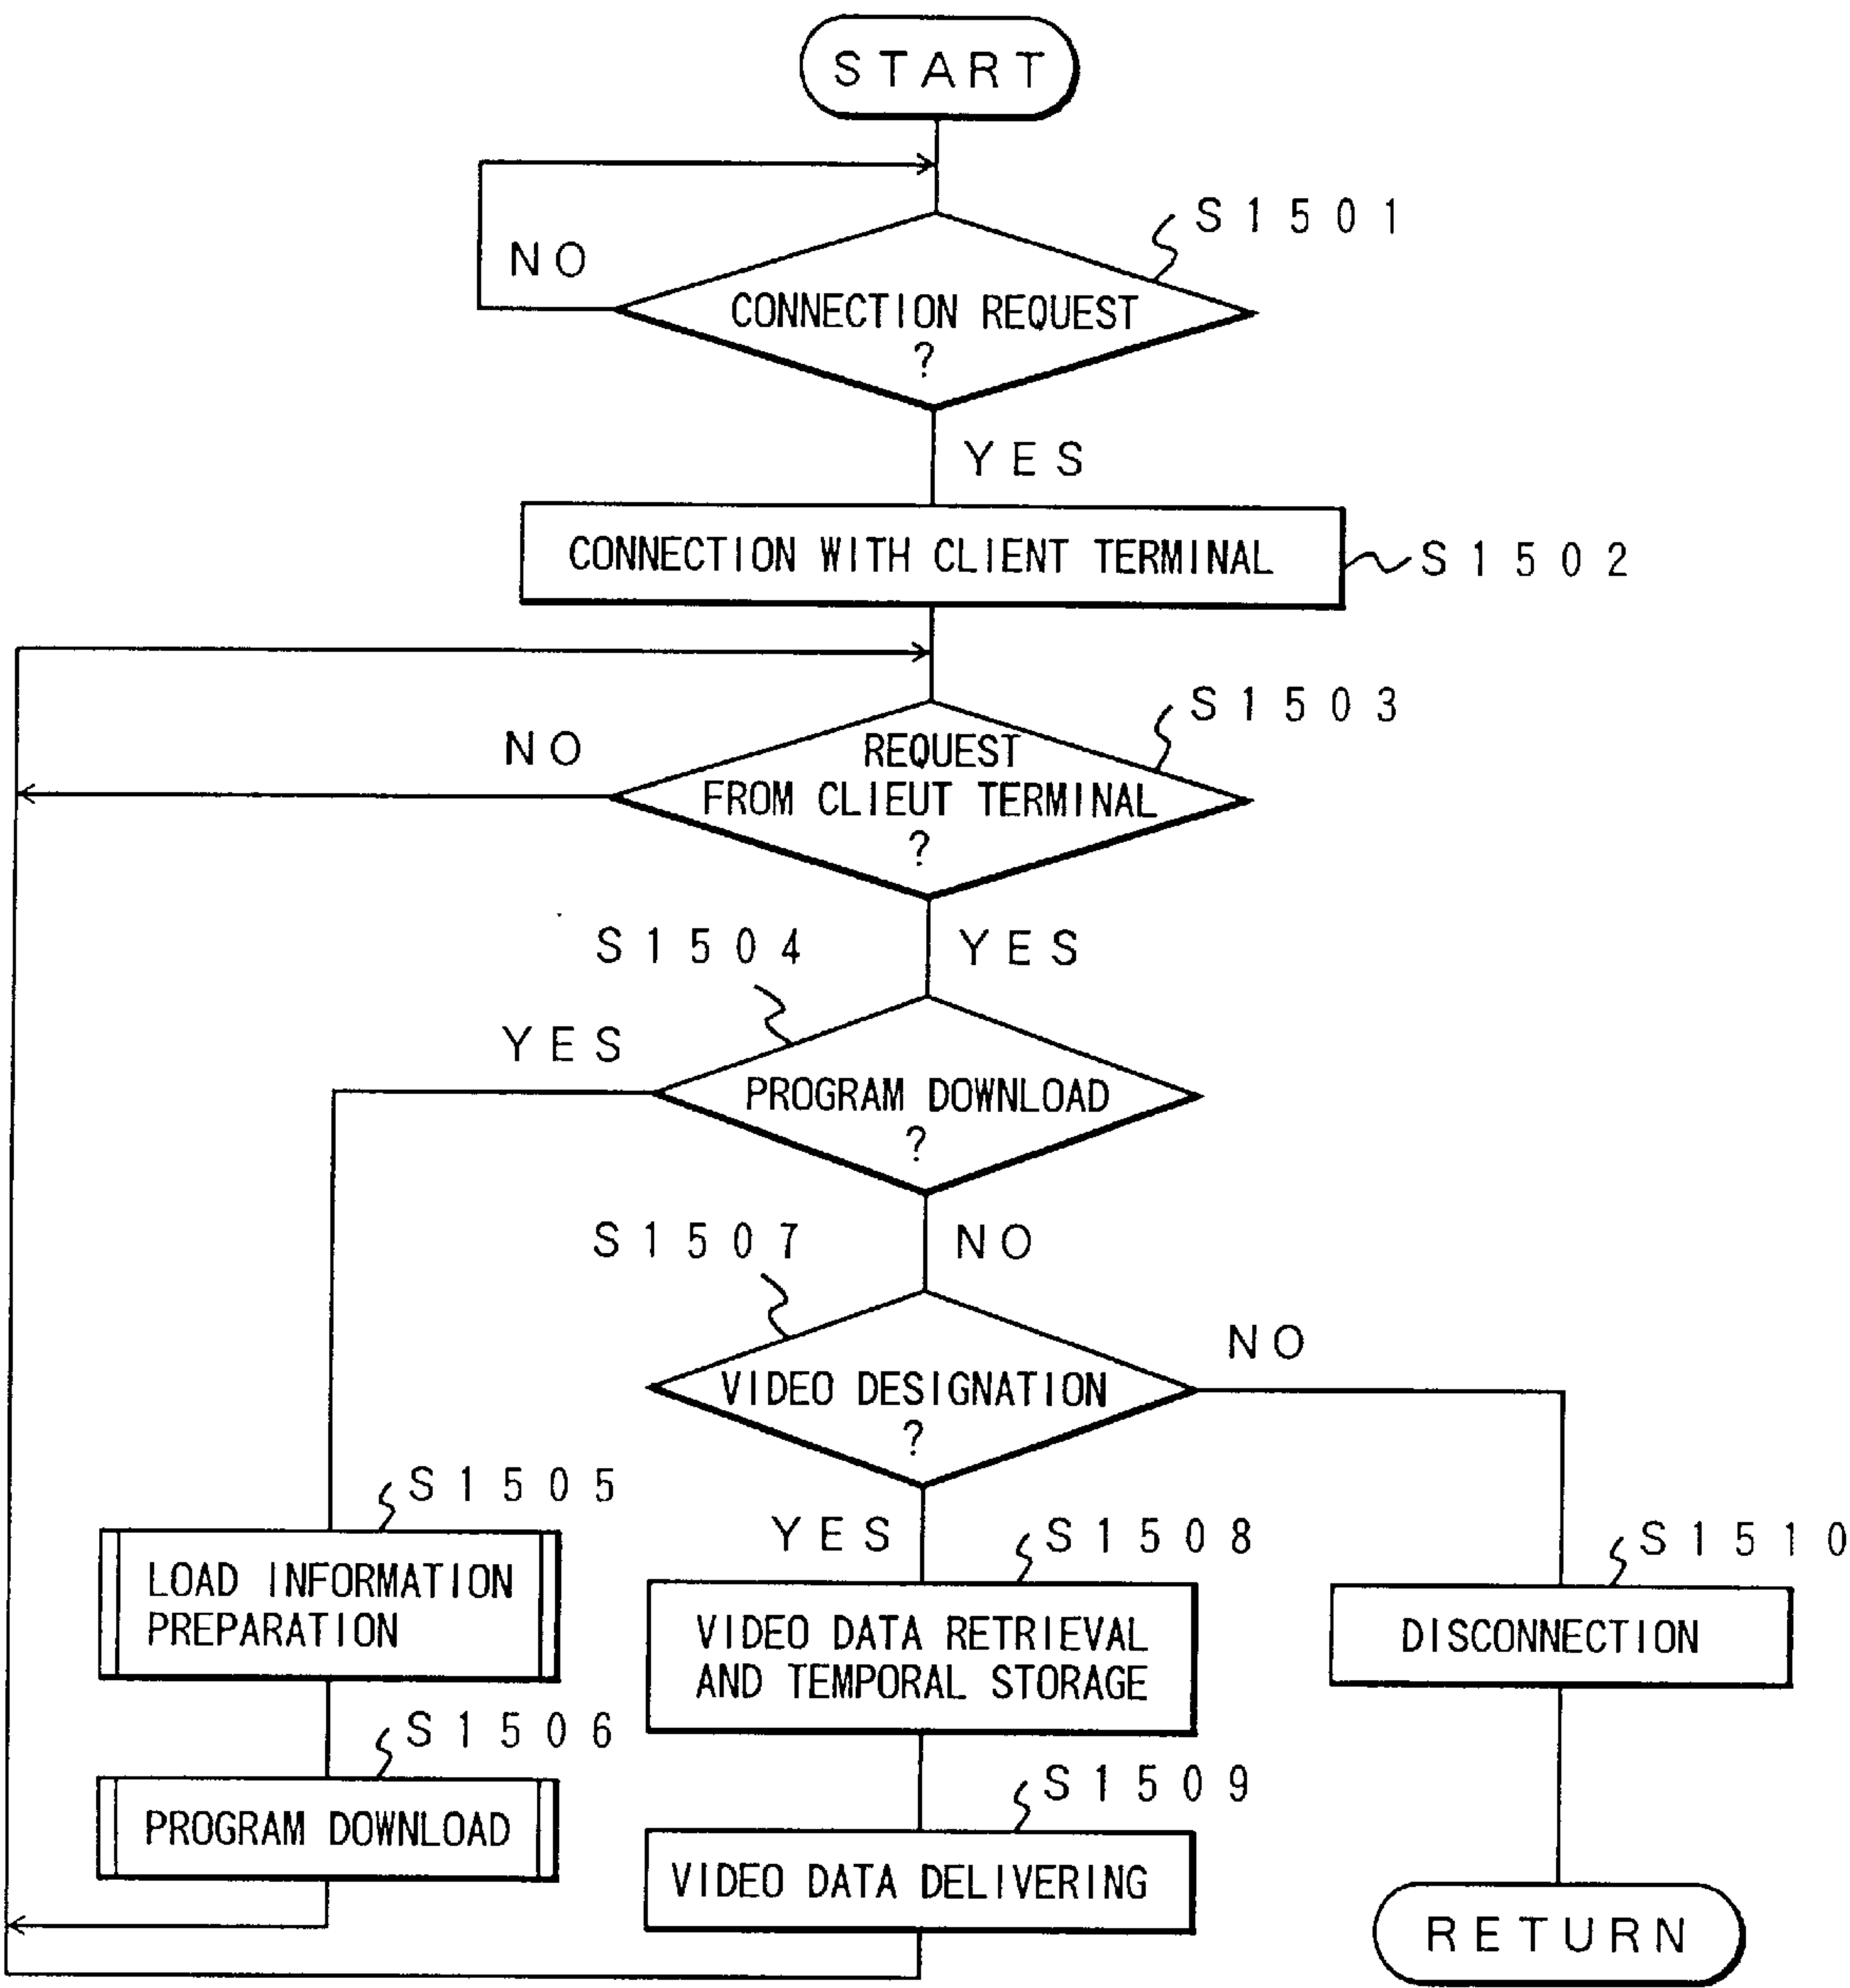 START
S1501
NO
CONNECTION REQUEST
?
YES
CONNECTION WITH CLIENT TERMINAL
S1502
S1503
NO
REQUEST
FROM CLIEUT TERMINAL
?
S1504
YES
YES
PROGRAM DOWNLOAD
?
S1507
NO
VIDEO DESIGNATION
?
NO
S1505
YES
S1508
S1510
LOAD INFORMATION
PREPARATION
VIDEO DATA RETRIEVAL
AND TEMPORAL STORAGE
DISCONNECTION
S1506
PROGRAM DOWNLOAD
S1509
VIDEO DATA DELIVERING
RETURN